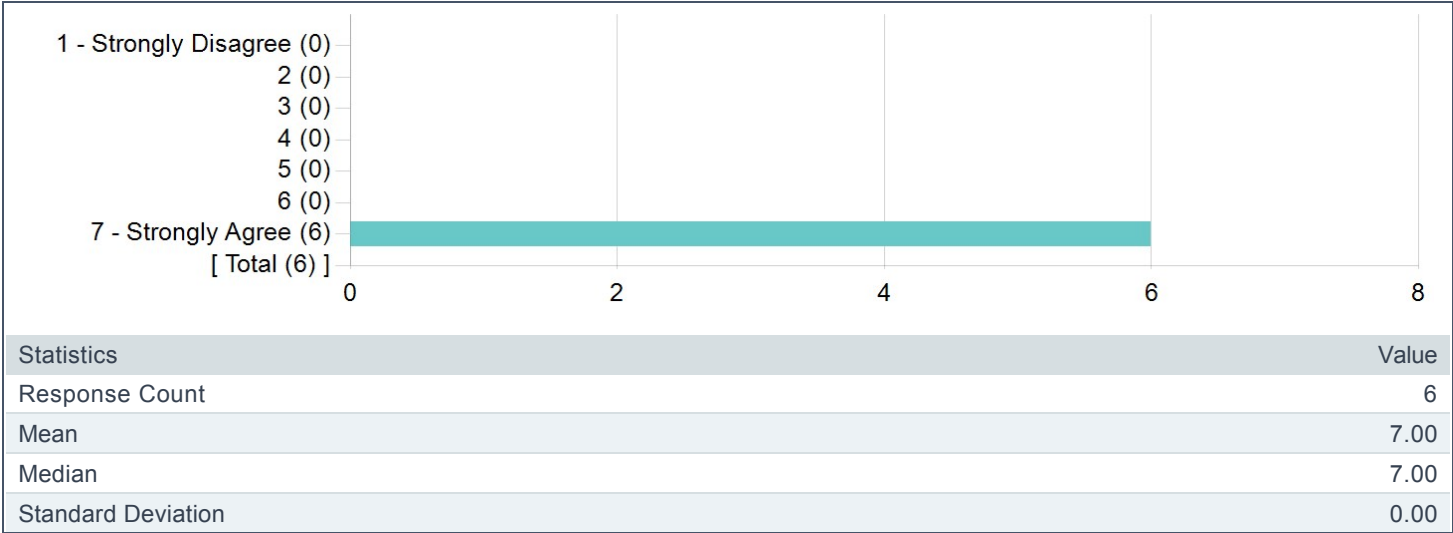 1 - Strongly Disagree (0)
2 (0)
3 (0)
4 (0)
5 (0)
6 (0)
7 - Strongly Agree (6)
[ Total (6) ]
0 2 4 6 8
Statistics Value
Response Count 6
Mean 7.00
Median 7.00
Standard Deviation 0.00